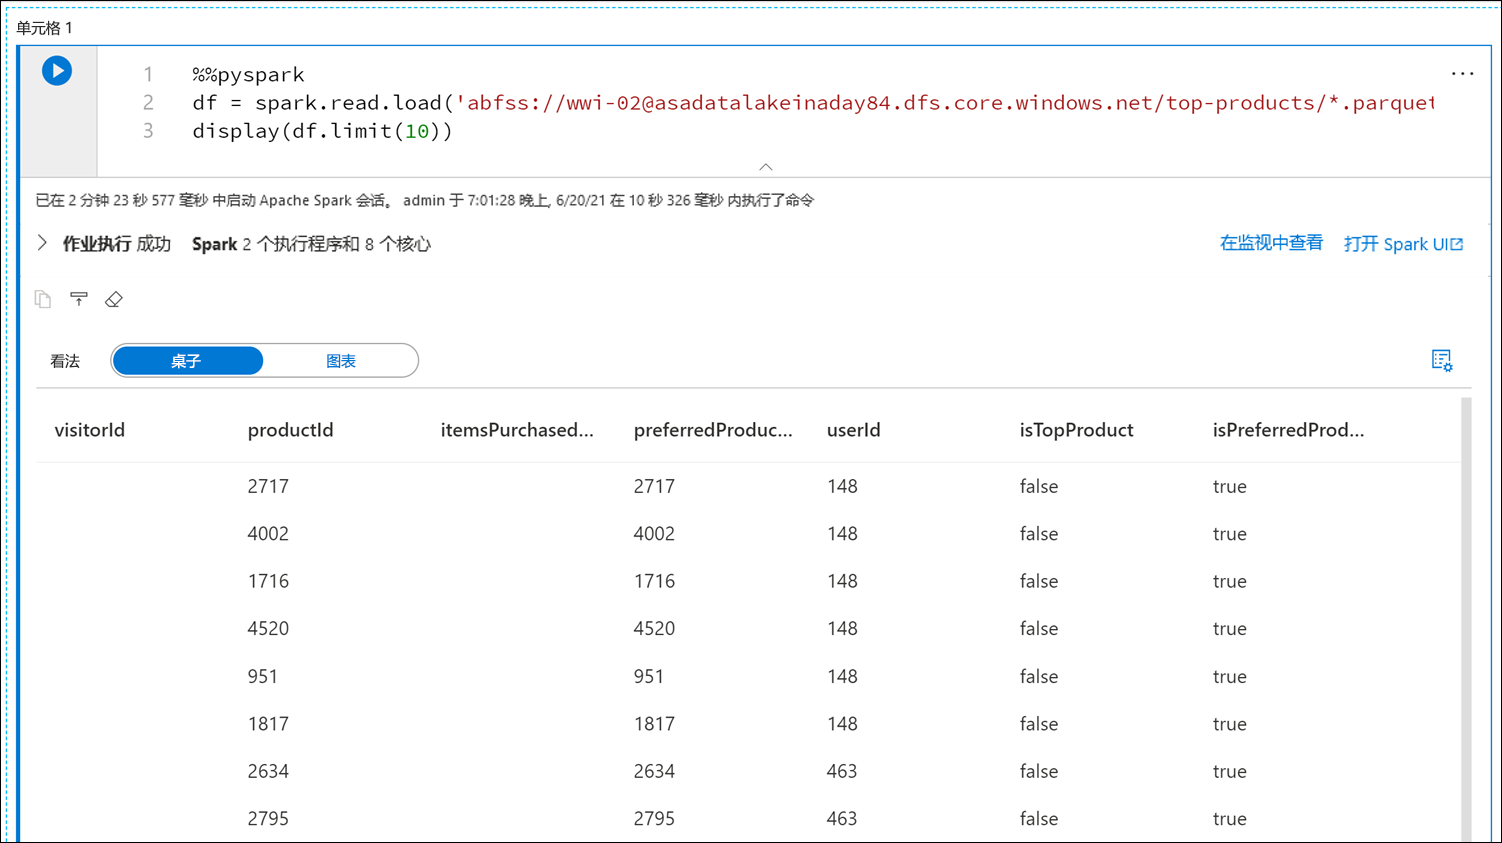 单元格 1
1 %%pyspark
2 df = spark.read.load('abfss://wwi-02@asadatalakeinaday84.dfs.core.windows.net/top-products/*.parquet
3 display(df.limit(10))
已在 2 分钟 23 秒 577 毫秒 中启动 Apache Spark 会话。 admin 于 7:01:28 晚上, 6/20/21 在 10 秒 326 毫秒 内执行了命令
作业执行 成功 Spark 2 个执行程序和 8 个核心 在监视中查看 打开 Spark UI
看法 桌子 图表
visitorId productId itemsPurchased... preferredProduc... userId isTopProduct isPreferredProd...
2717 2717 148 false true
4002 4002 148 false true
1716 1716 148 false true
4520 4520 148 false true
951 951 148 false true
1817 1817 148 false true
2634 2634 463 false true
2795 2795 463 false true